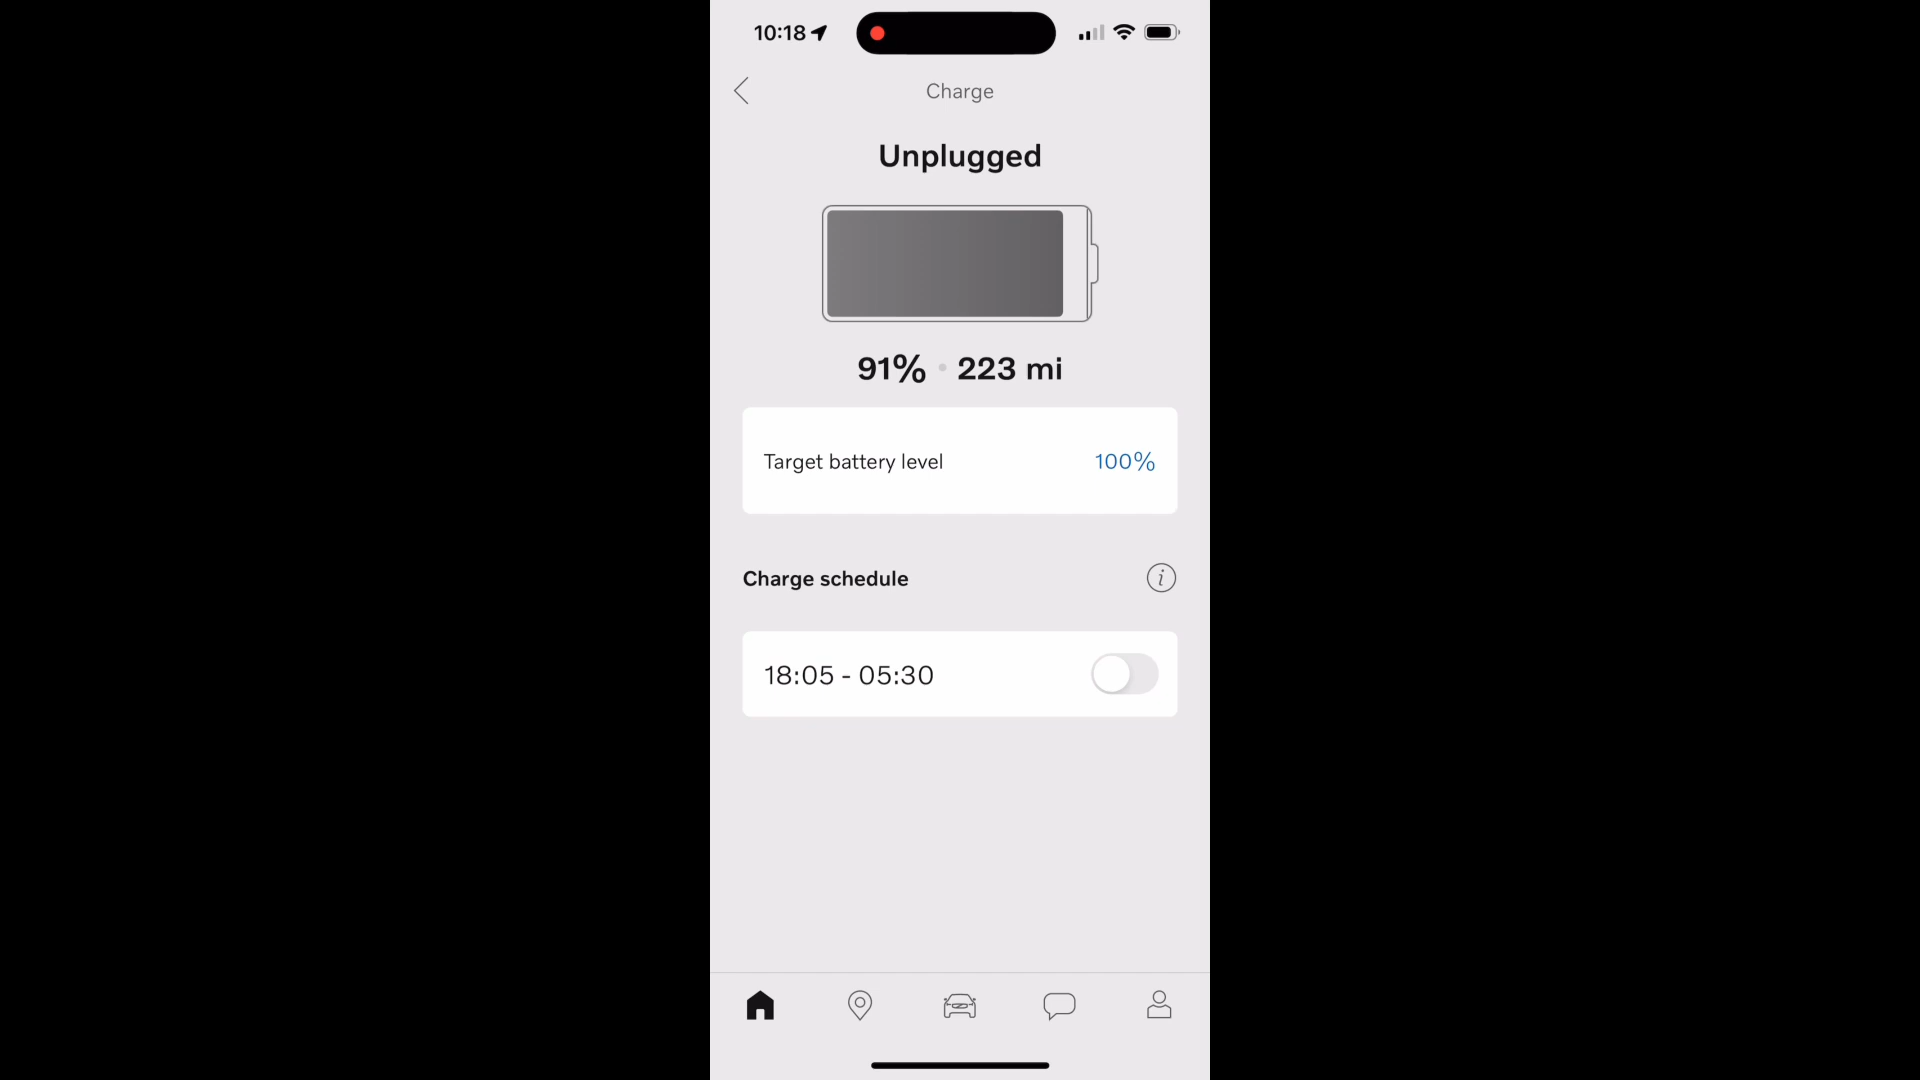 10:18
Charge
Unplugged
91% • 223 mi
Target battery level 100%
Charge schedule
18:05 - 05:30